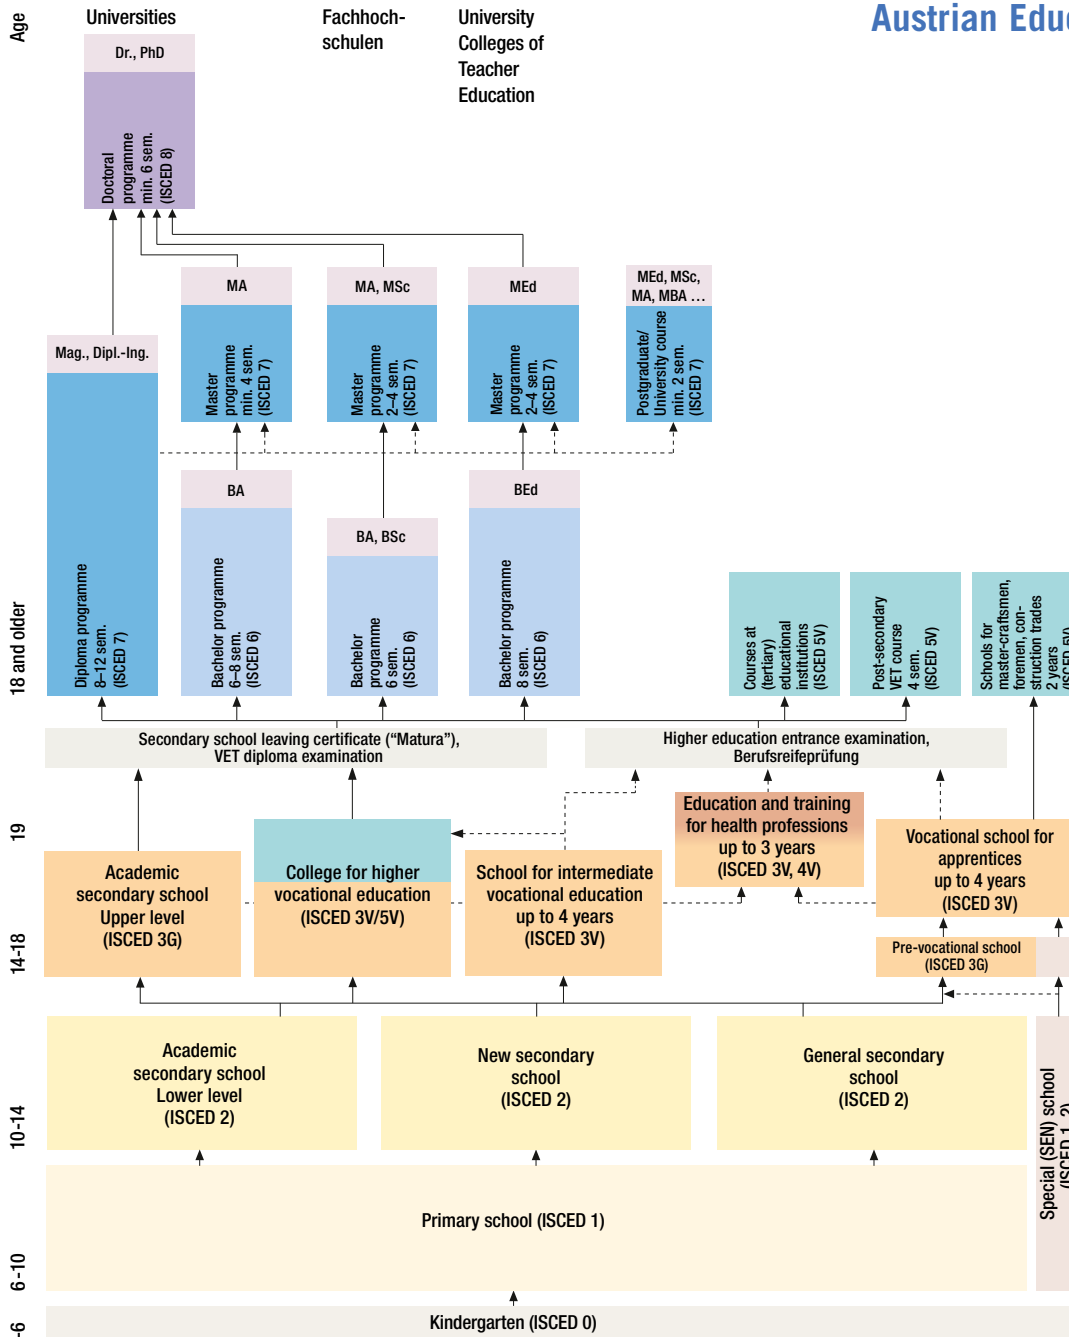 Age
Universities
Fachhoch-
schulen
University
Colleges of
Teacher
Education
Austrian Educ
Dr., PhD
Doctoral
programme
min. 6 sem.
(ISCED 8)
MA
MA, MSc
MEd
MEd, MSc,
MA, MBA …
Mag., Dipl.-Ing.
Master
programme
min. 4 sem.
(ISCED 7)
Master
programme
2–4 sem.
(ISCED 7)
Master
programme
2–4 sem.
(ISCED 7)
Postgraduate/
University course
min. 2 sem.
(ISCED 7)
BA
BA, BSc
BEd
18 and older
Diploma programme
8–12 sem.
(ISCED 7)
Bachelor programme
6–8 sem.
(ISCED 6)
Bachelor
programme
6 sem.
(ISCED 6)
Bachelor programme
8 sem.
(ISCED 6)
Courses at
(tertiary)
educational
institutions
(ISCED 5V)
Post-secondary
VET course
4 sem.
(ISCED 5V)
Schools for
master-craftsmen,
foremen, con-
struction trades
2 years
(ISCED 5V)
Secondary school leaving certificate (“Matura”),
VET diploma examination
Higher education entrance examination,
Berufsreifeprüfung
19
14-18
Academic
secondary school
Upper level
(ISCED 3G)
College for higher
vocational education
(ISCED 3V/5V)
School for intermediate
vocational education
up to 4 years
(ISCED 3V)
Education and training
for health professions
up to 3 years
(ISCED 3V, 4V)
Vocational school for
apprentices
up to 4 years
(ISCED 3V)
Pre-vocational school
(ISCED 3G)
10-14
Academic
secondary school
Lower level
(ISCED 2)
New secondary
school
(ISCED 2)
General secondary
school
(ISCED 2)
Special (SEN) school
(ISCED 1, 2)
6-10
Primary school (ISCED 1)
-6
Kindergarten (ISCED 0)